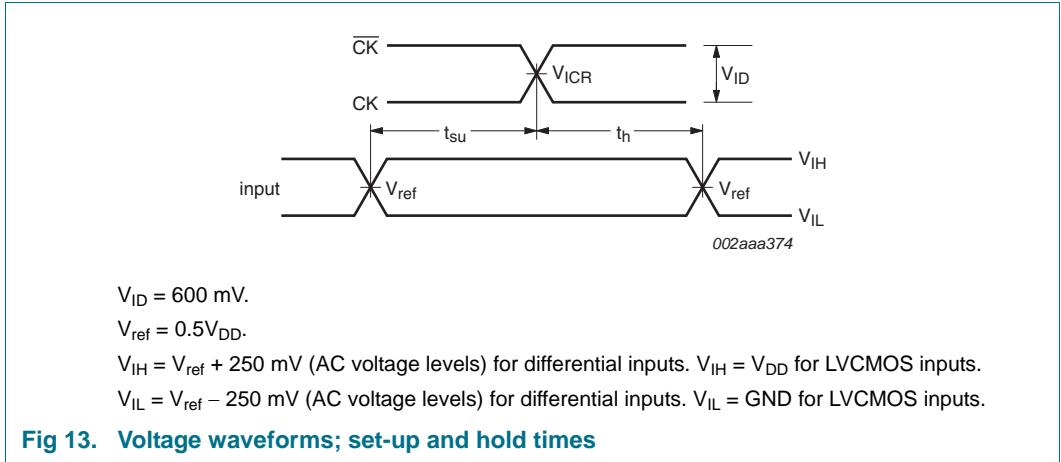 C̅K̅
V_ICR
V_ID
CK
t_su
t_h
V_IH
input
V_ref
V_ref
V_IL
002aaa374
V_ID = 600 mV.
V_ref = 0.5V_DD.
V_IH = V_ref + 250 mV (AC voltage levels) for differential inputs. V_IH = V_DD for LVCMOS inputs.
V_IL = V_ref − 250 mV (AC voltage levels) for differential inputs. V_IL = GND for LVCMOS inputs.
Fig 13. Voltage waveforms; set-up and hold times